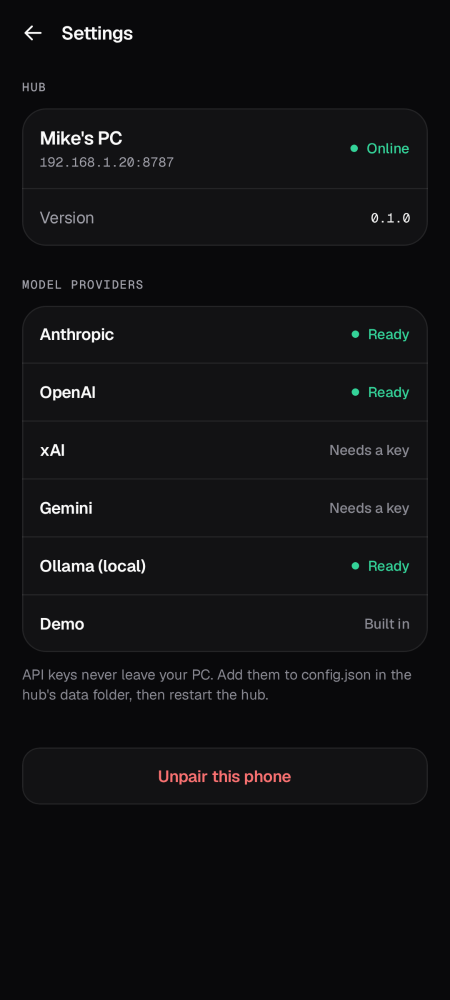 Settings
HUB
Mike's PC
Online
192.168.1.20:8787
Version
0.1.0
MODEL PROVIDERS
Anthropic
Ready
OpenAI
Ready
xAI
Needs a key
Gemini
Needs a key
Ollama (local)
Ready
Demo
Built in
API keys never leave your PC. Add them to config.json in the
hub's data folder, then restart the hub.
Unpair this phone